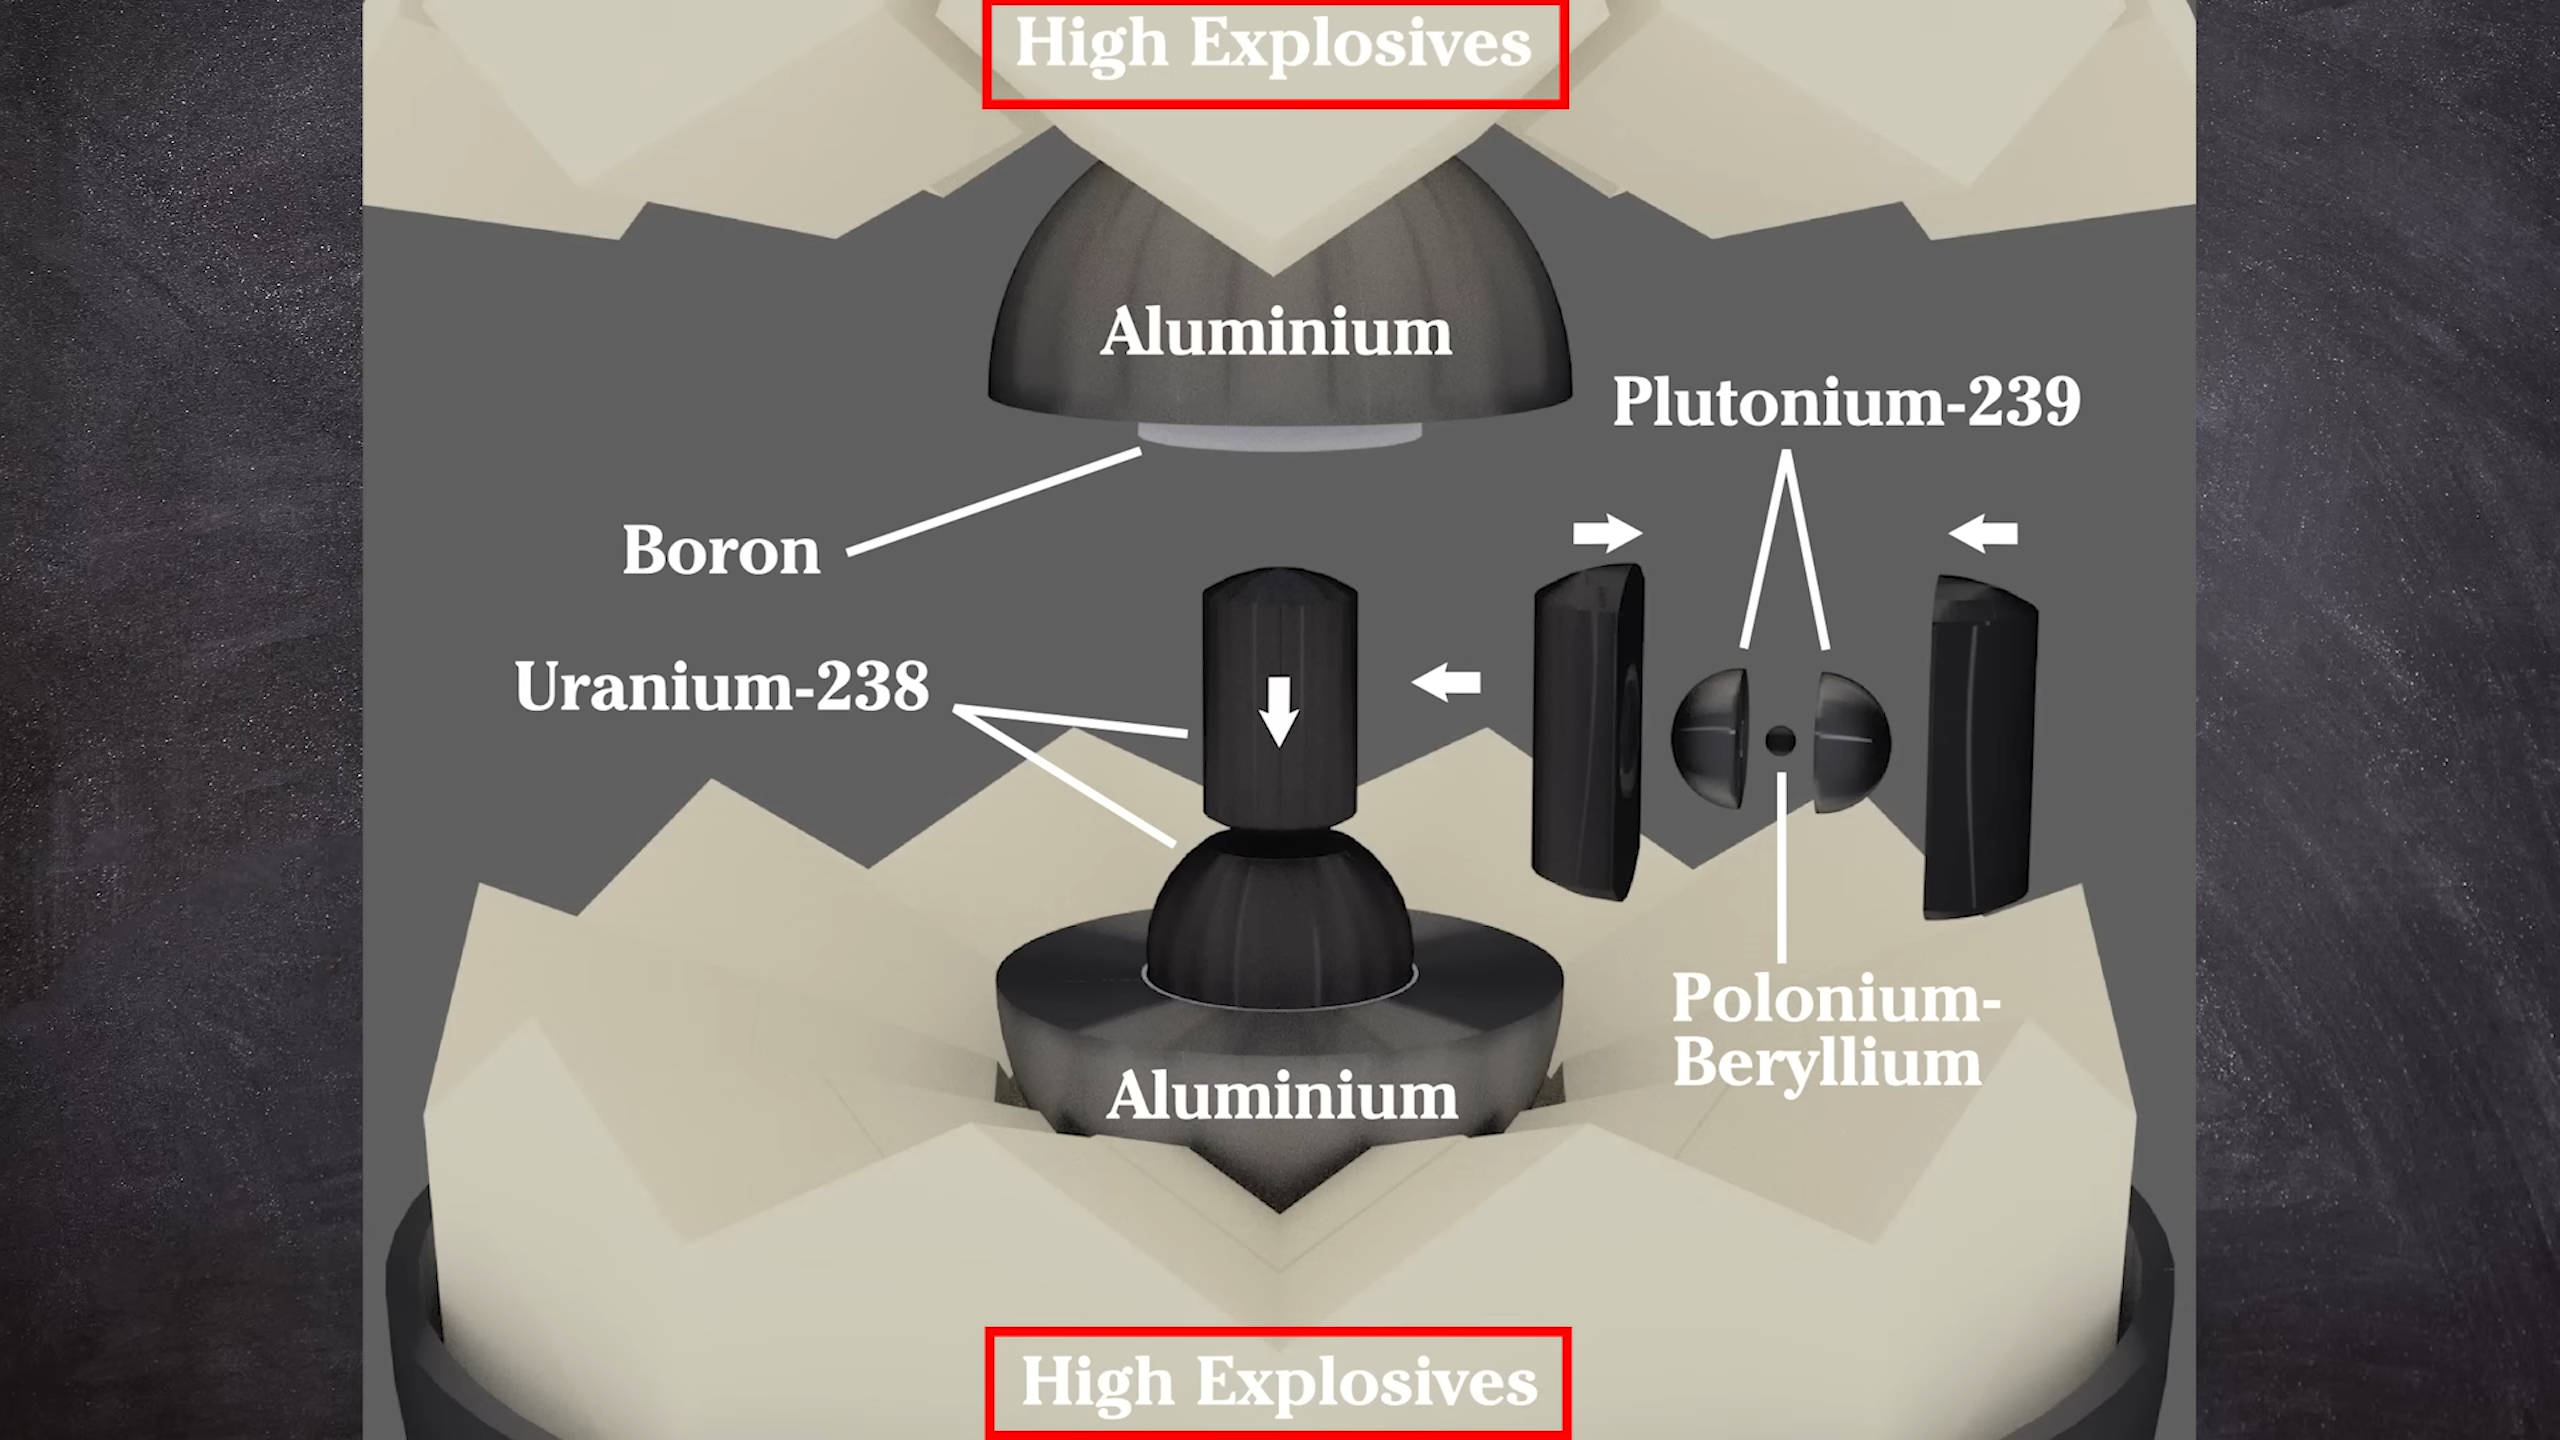 High Explosives
Aluminium
Plutonium-239
Boron
Uranium-238
Polonium-
Beryllium
Aluminium
High Explosives